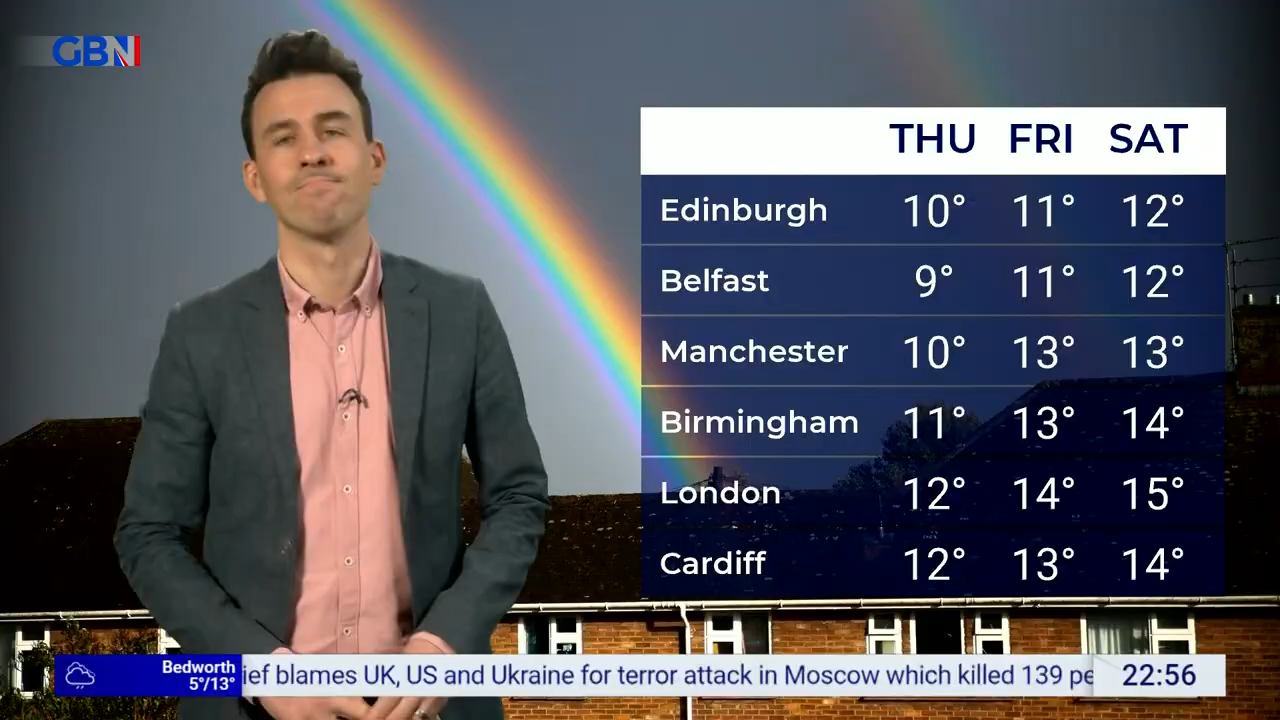 GBN
THU FRI SAT
Edinburgh 10° 11° 12°
Belfast 9° 11° 12°
Manchester 10° 13° 13°
Birmingham 11° 13° 14°
London 12° 14° 15°
Cardiff 12° 13° 14°
Bedworth
5°/13°
ief blames UK, US and Ukraine for terror attack in Moscow which killed 139 pe
22:56